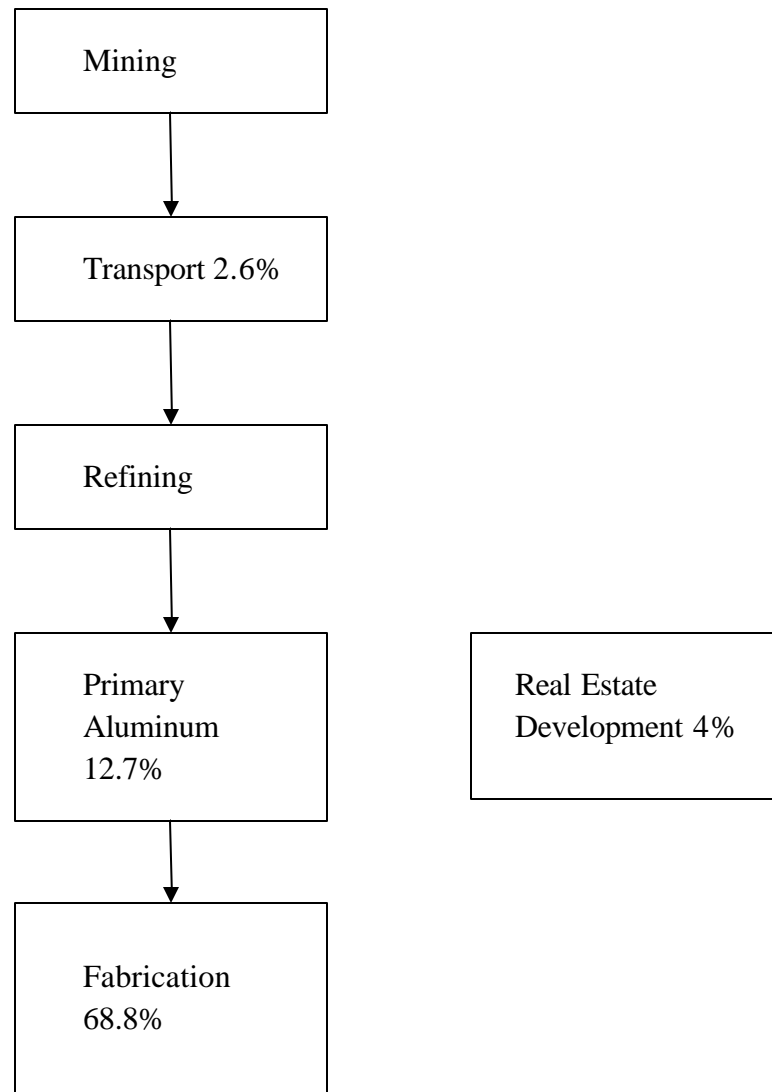 Mining
Transport 2.6%
Refining
Primary
Aluminum
12.7%
Real Estate
Development 4%
Fabrication
68.8%